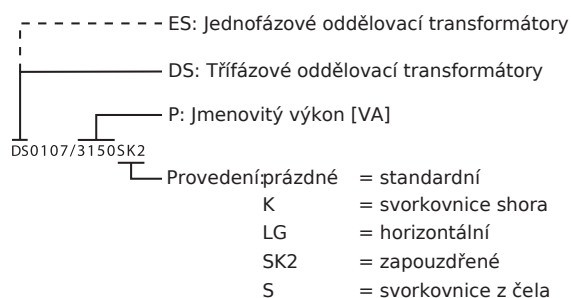 ES: Jednofázové oddělovací transformátory
DS: Třífázové oddělovací transformátory
P: Jmenovitý výkon [VA]
DS0107/3150SK2
Provedení:prázdné = standardní
K = svorkovnice shora
LG = horizontální
SK2 = zapouzdřené
S = svorkovnice z čela